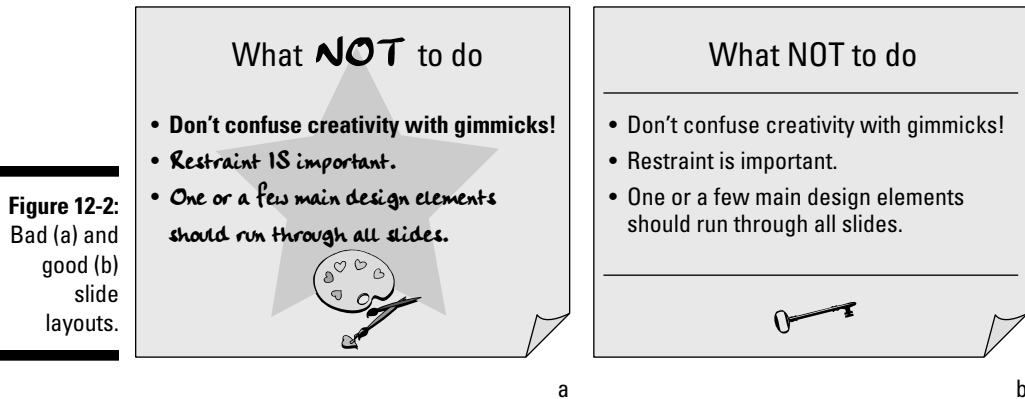 Figure 12-2:
Bad (a) and
good (b)
slide
layouts.
What NOT to do
• Don't confuse creativity with gimmicks!
• Restraint IS important.
• One or a few main design elements
should run through all slides.
a
What NOT to do
• Don't confuse creativity with gimmicks!
• Restraint is important.
• One or a few main design elements
should run through all slides.
b